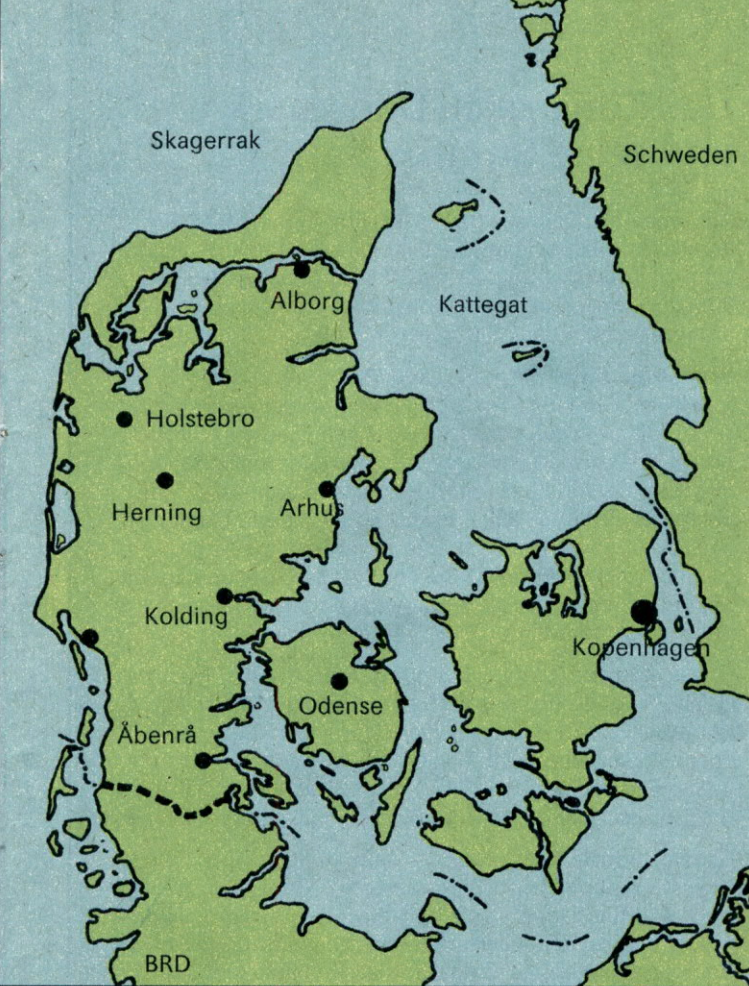 Skagerrak
Schweden
Alborg
Kattegat
Holstebro
Herning
Arhus
Kolding
Kopenhagen
Odense
Åbenrå
BRD